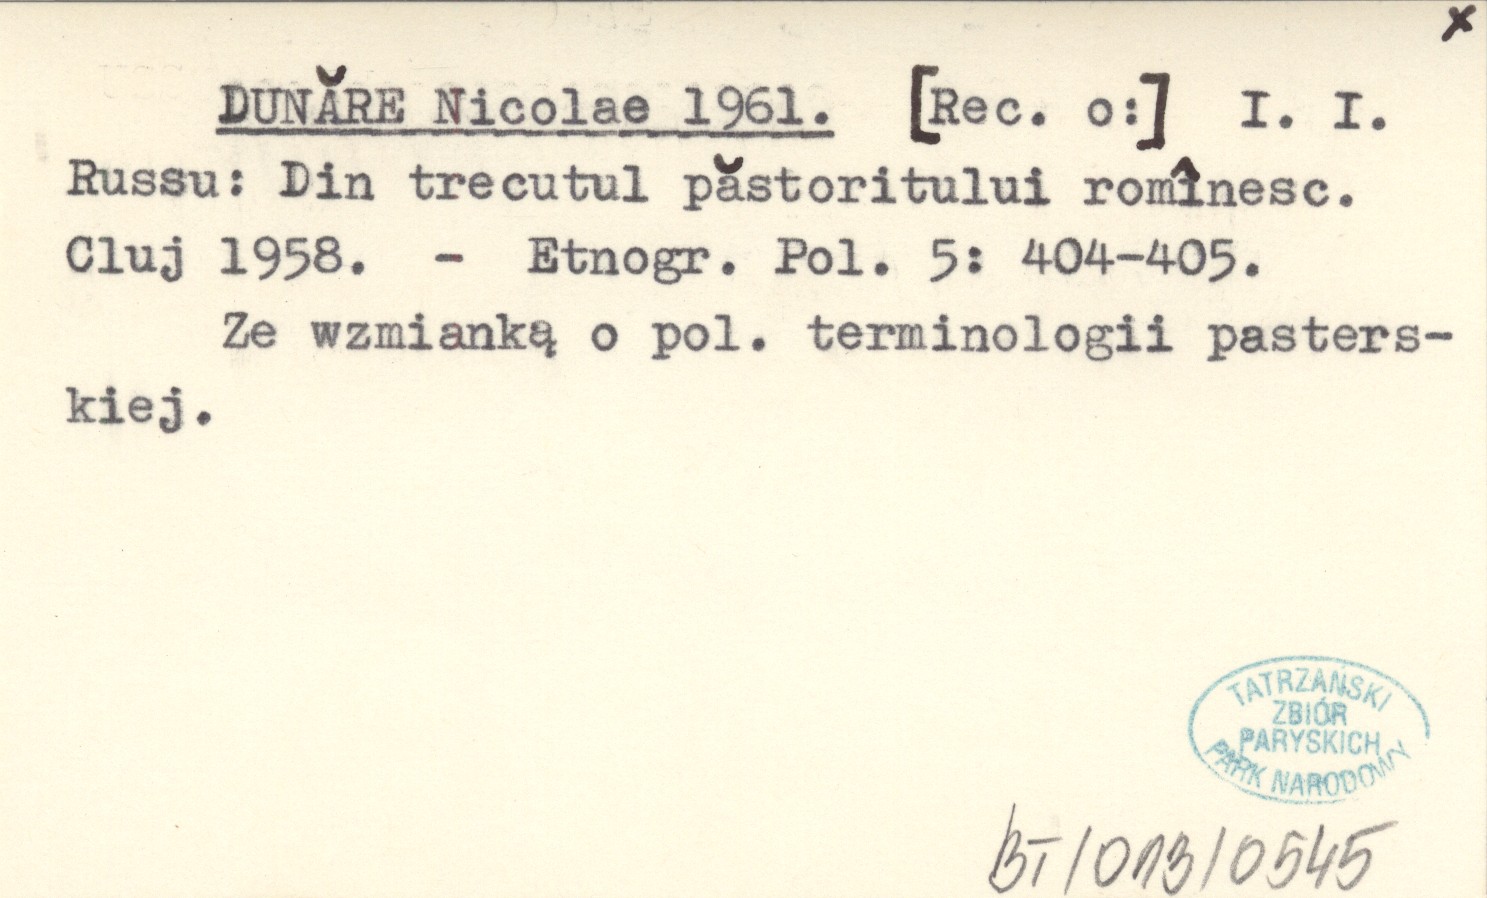 x
DUNĂRE Nicolae 1961. [Rec. o:] I. I.
Russu: Din trecutul păstoritului romînesc.
Cluj 1958. - Etnogr. Pol. 5: 404-405.
Ze wzmianką o pol. terminologii pasters-
kiej.
TATRZAŃSKI
ZBIÓR
PARYSKICH
PARK NARODOWY
BT/013/0545